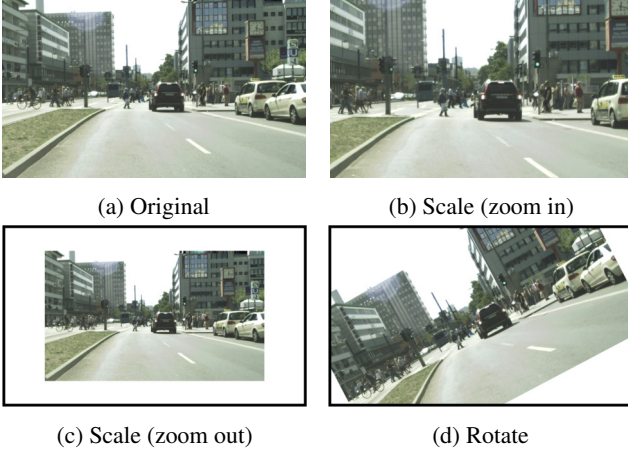 (a) Original
(b) Scale (zoom in)
(c) Scale (zoom out)
(d) Rotate